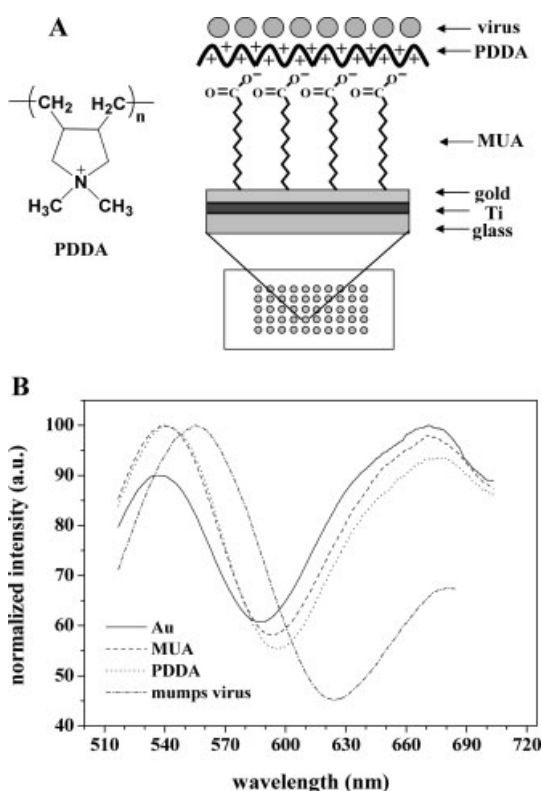 A
virus
PDDA
+ + + + + + +
+ + + + + + +
O⁻ O⁻ O⁻ O⁻
O=C O=C O=C O=C
MUA
(CH₂ H₂C)n
+
N
H3C CH₃
PDDA
gold
Ti
glass
B
100
90
80
70
60
50
40
normalized intensity (a.u.)
Au
MUA
PDDA
mumps virus
510 540 570 600 630 660 690 720
wavelength (nm)